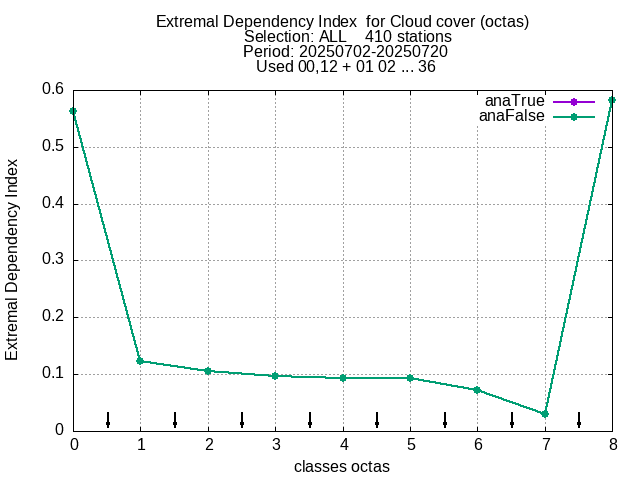 Extremal Dependency Index  for Cloud cover (octas)
Selection: ALL    410 stations
Period: 20250702-20250720
Used 00,12 + 01 02 ... 36
anaTrue
anaFalse
Extremal Dependency Index
0.6
0.5
0.4
0.3
0.2
0.1
0
0 1 2 3 4 5 6 7 8
classes octas